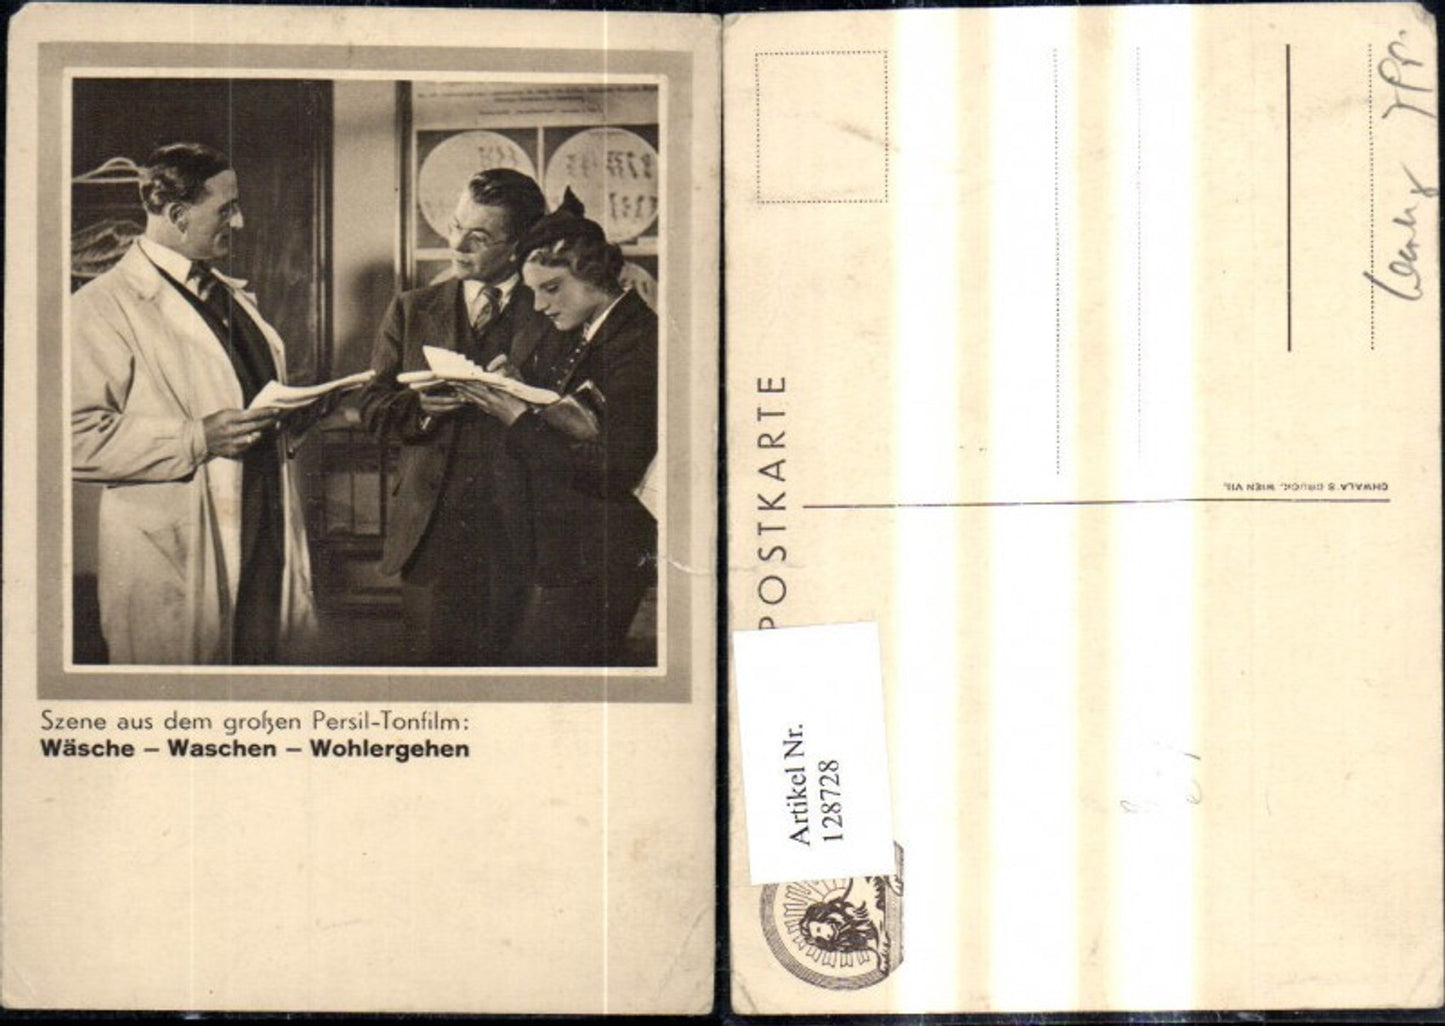 Szene aus dem großen Persil-Tonfilm:
Wäsche – Waschen – Wohlergehen
POSTKARTE
CHWALA'S DRUCK, WIEN VII.
Artikel Nr.
128728